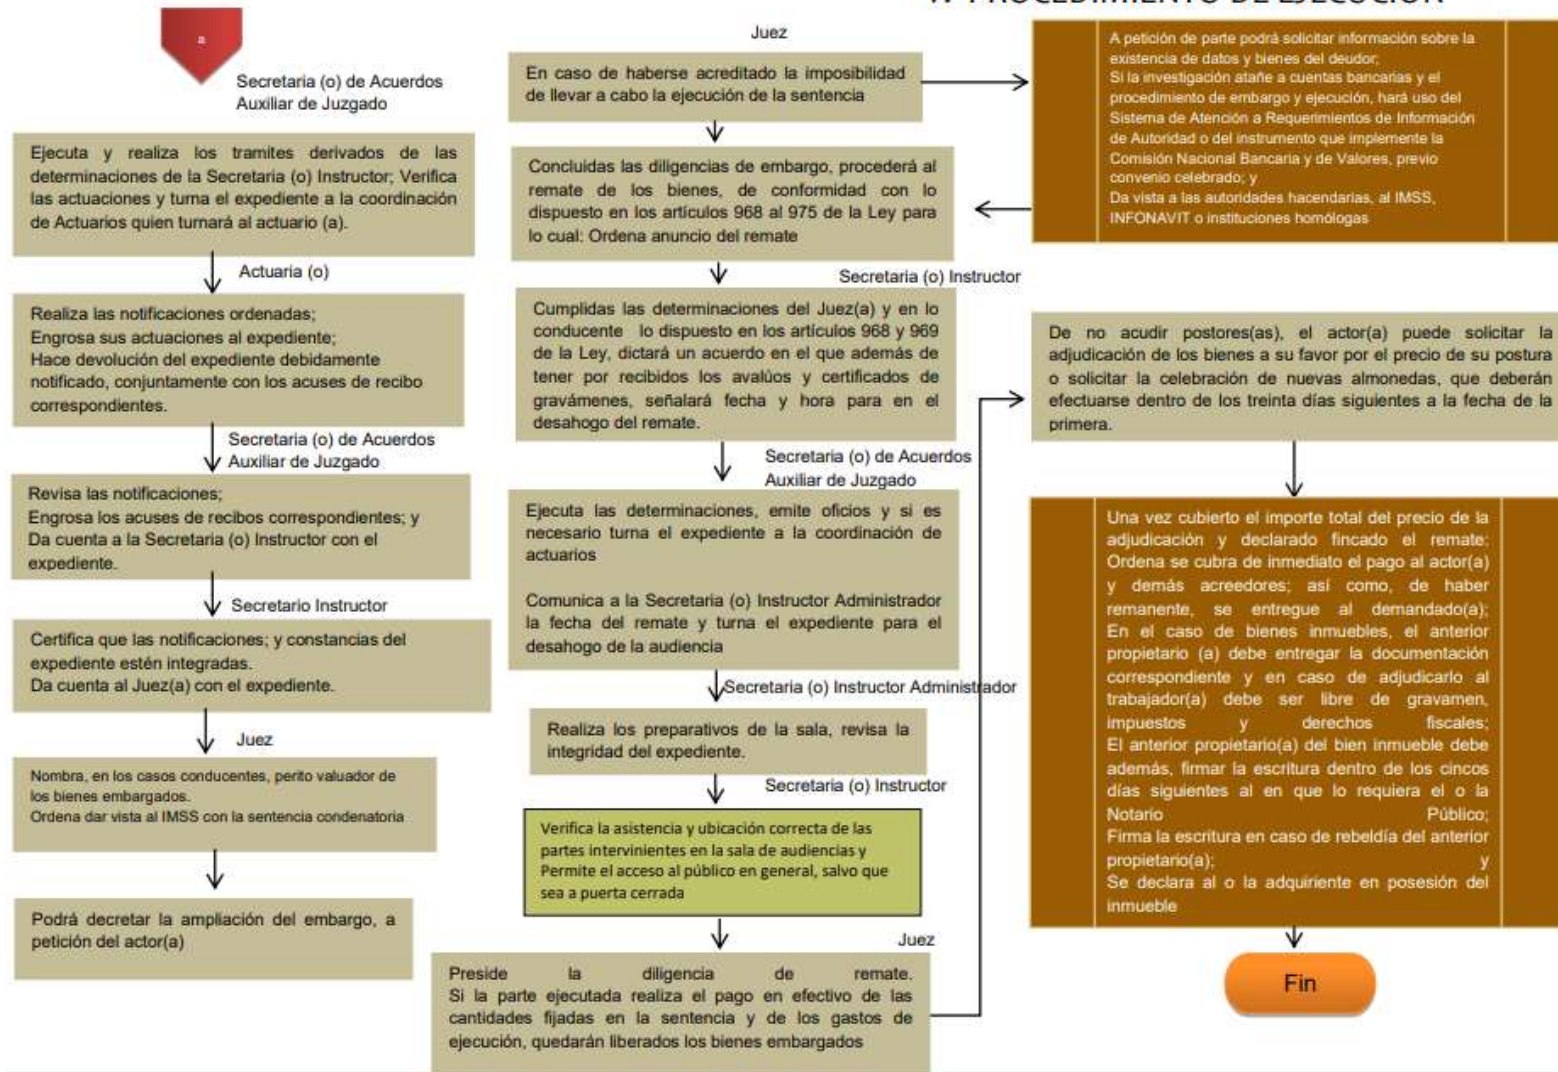 a
Secretaria (o) de Acuerdos
Auxiliar de Juzgado
Ejecuta y realiza los tramites derivados de las
determinaciones de la Secretaria (o) Instructor; Verifica
las actuaciones y turna el expediente a la coordinación
de Actuarios quien turnará al actuario (a).
Actuaria (o)
Realiza las notificaciones ordenadas;
Engrosa sus actuaciones al expediente;
Hace devolución del expediente debidamente
notificado, conjuntamente con los acuses de recibo
correspondientes.
Secretaria (o) de Acuerdos
Auxiliar de Juzgado
Revisa las notificaciones;
Engrosa los acuses de recibos correspondientes; y
Da cuenta a la Secretaria (o) Instructor con el
expediente.
Secretario Instructor
Certifica que las notificaciones; y constancias del
expediente estén integradas.
Da cuenta al Juez(a) con el expediente.
Juez
Nombra, en los casos conducentes, perito valuador de
los bienes embargados.
Ordena dar vista al IMSS con la sentencia condenatoria
Podrá decretar la ampliación del embargo, a
petición del actor(a)
Juez
En caso de haberse acreditado la imposibilidad
de llevar a cabo la ejecución de la sentencia
Concluidas las diligencias de embargo, procederá al
remate de los bienes, de conformidad con lo
dispuesto en los artículos 968 al 975 de la Ley para
lo cual: Ordena anuncio del remate
Secretaria (o) Instructor
Cumplidas las determinaciones del Juez(a) y en lo
conducente lo dispuesto en los artículos 968 y 969
de la Ley, dictará un acuerdo en el que además de
tener por recibidos los avalúos y certificados de
gravámenes, señalará fecha y hora para en el
desahogo del remate.
Secretaria (o) de Acuerdos
Auxiliar de Juzgado
Ejecuta las determinaciones, emite oficios y si es
necesario turna el expediente a la coordinación de
actuarios
Comunica a la Secretaria (o) Instructor Administrador
la fecha del remate y turna el expediente para el
desahogo de la audiencia
Secretaria (o) Instructor Administrador
Realiza los preparativos de la sala, revisa la
integridad del expediente.
Secretaria (o) Instructor
Verifica la asistencia y ubicación correcta de las
partes intervinientes en la sala de audiencias y
Permite el acceso al público en general, salvo que
sea a puerta cerrada
Juez
Preside la diligencia de remate.
Si la parte ejecutada realiza el pago en efectivo de las
cantidades fijadas en la sentencia y de los gastos de
ejecución, quedarán liberados los bienes embargados
PROCEDIMIENTO DE EJECUCIÓN
A petición de parte podrá solicitar información sobre la
existencia de datos y bienes del deudor;
Si la investigación atañe a cuentas bancarias y el
procedimiento de embargo y ejecución, hará uso del
Sistema de Atención a Requerimientos de Información
de Autoridad o del instrumento que implemente la
Comisión Nacional Bancaria y de Valores, previo
convenio celebrado; y
Da vista a las autoridades hacendarias, al IMSS,
INFONAVIT o instituciones homólogas
De no acudir postores(as), el actor(a) puede solicitar la
adjudicación de los bienes a su favor por el precio de su postura
o solicitar la celebración de nuevas almonedas, que deberán
efectuarse dentro de los treinta días siguientes a la fecha de la
primera.
Una vez cubierto el importe total del precio de la
adjudicación y declarado fincado el remate;
Ordena se cubra de inmediato el pago al actor(a)
y demás acreedores; así como, de haber
remanente, se entregue al demandado(a);
En el caso de bienes inmuebles, el anterior
propietario (a) debe entregar la documentación
correspondiente y en caso de adjudicarlo al
trabajador(a) debe ser libre de gravamen,
impuestos y derechos fiscales;
El anterior propietario(a) del bien inmueble debe
además, firmar la escritura dentro de los cincos
días siguientes al en que lo requiera el o la
Notario Público;
Firma la escritura en caso de rebeldía del anterior
propietario(a); y
Se declara al o la adquiriente en posesión del
inmueble
Fin